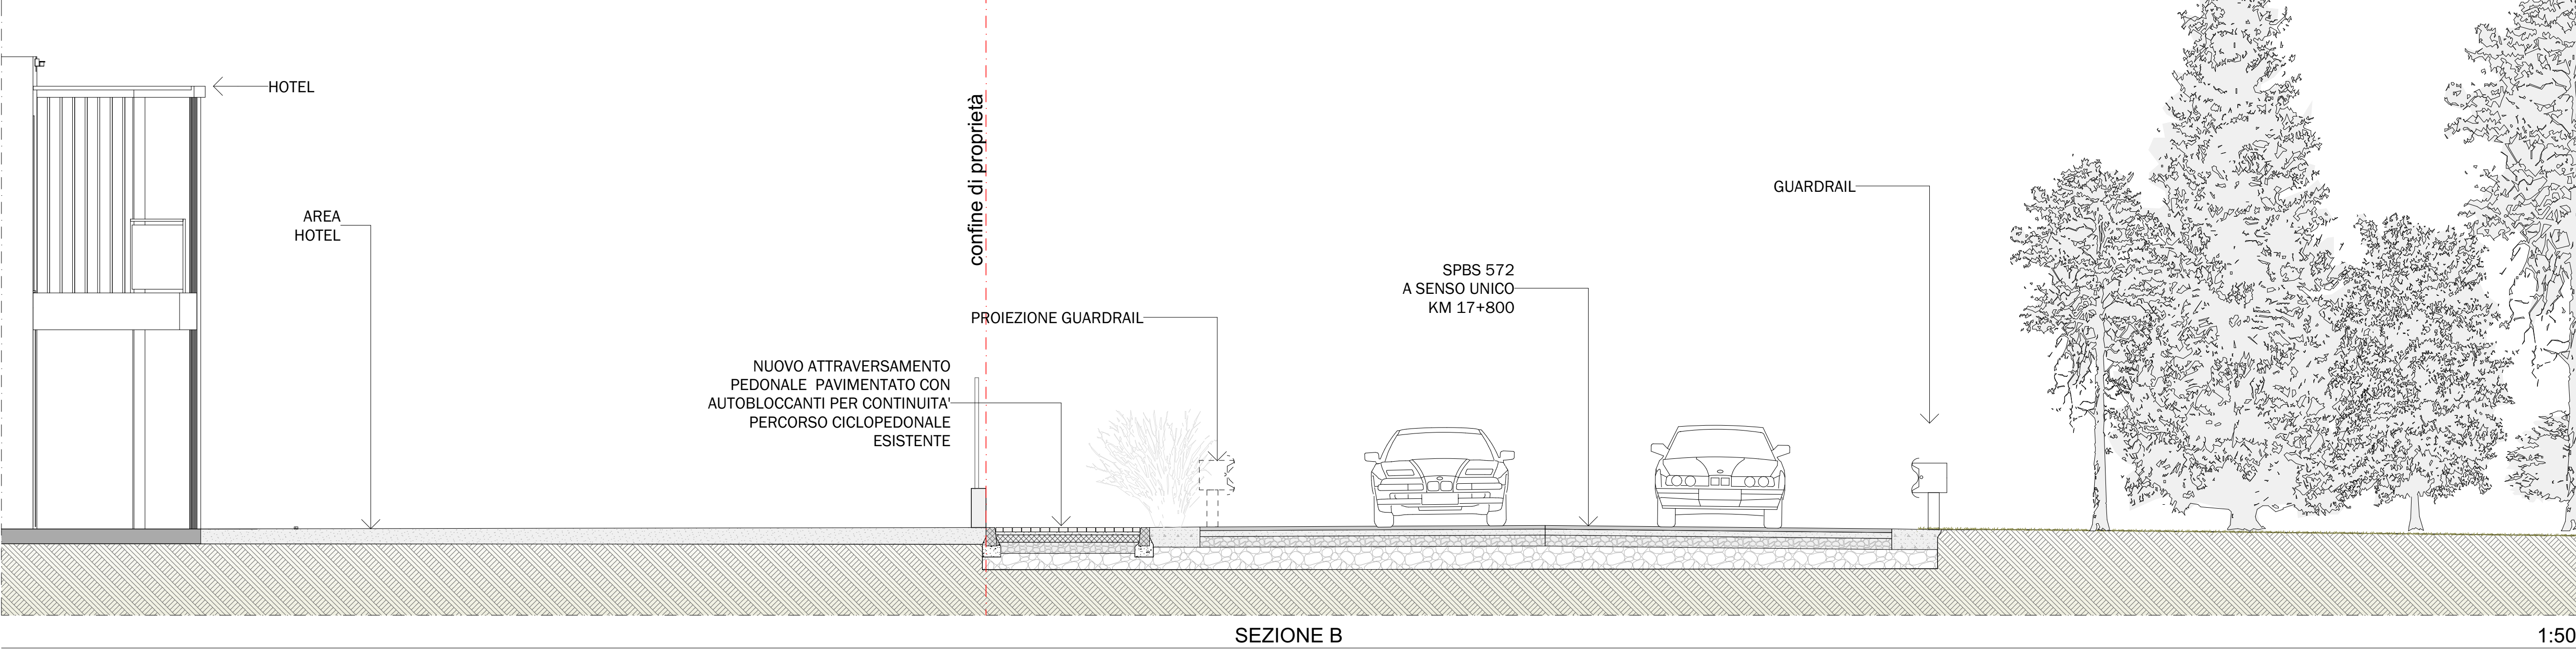 HOTEL
AREA
HOTEL
confine di proprietà
NUOVO ATTRAVERSAMENTO
PEDONALE PAVIMENTATO CON
AUTOBLOCCANTI PER CONTINUITA'
PERCORSO CICLOPEDONALE
ESISTENTE
PROIEZIONE GUARDRAIL
SPBS 572
A SENSO UNICO
KM 17+800
GUARDRAIL
SEZIONE B
1:50